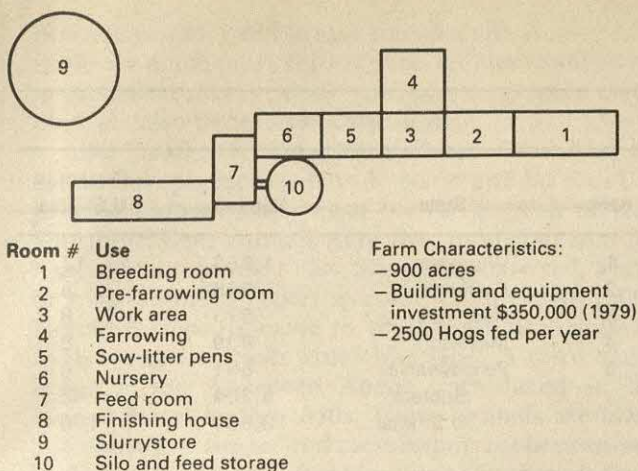 9
4
6 5 3 2 1
7
10
8
Room # Use
1 Breeding room
2 Pre-farrowing room
3 Work area
4 Farrowing
5 Sow-litter pens
6 Nursery
7 Feed room
8 Finishing house
9 Slurrystore
10 Silo and feed storage
Farm Characteristics:
–900 acres
–Building and equipment
investment $350,000 (1979)
–2500 Hogs fed per year